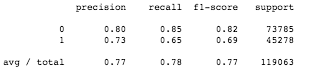 precision recall f1-score support
0 0.80 0.85 0.82 73785
1 0.73 0.65 0.69 45278
avg / total 0.77 0.78 0.77 119063